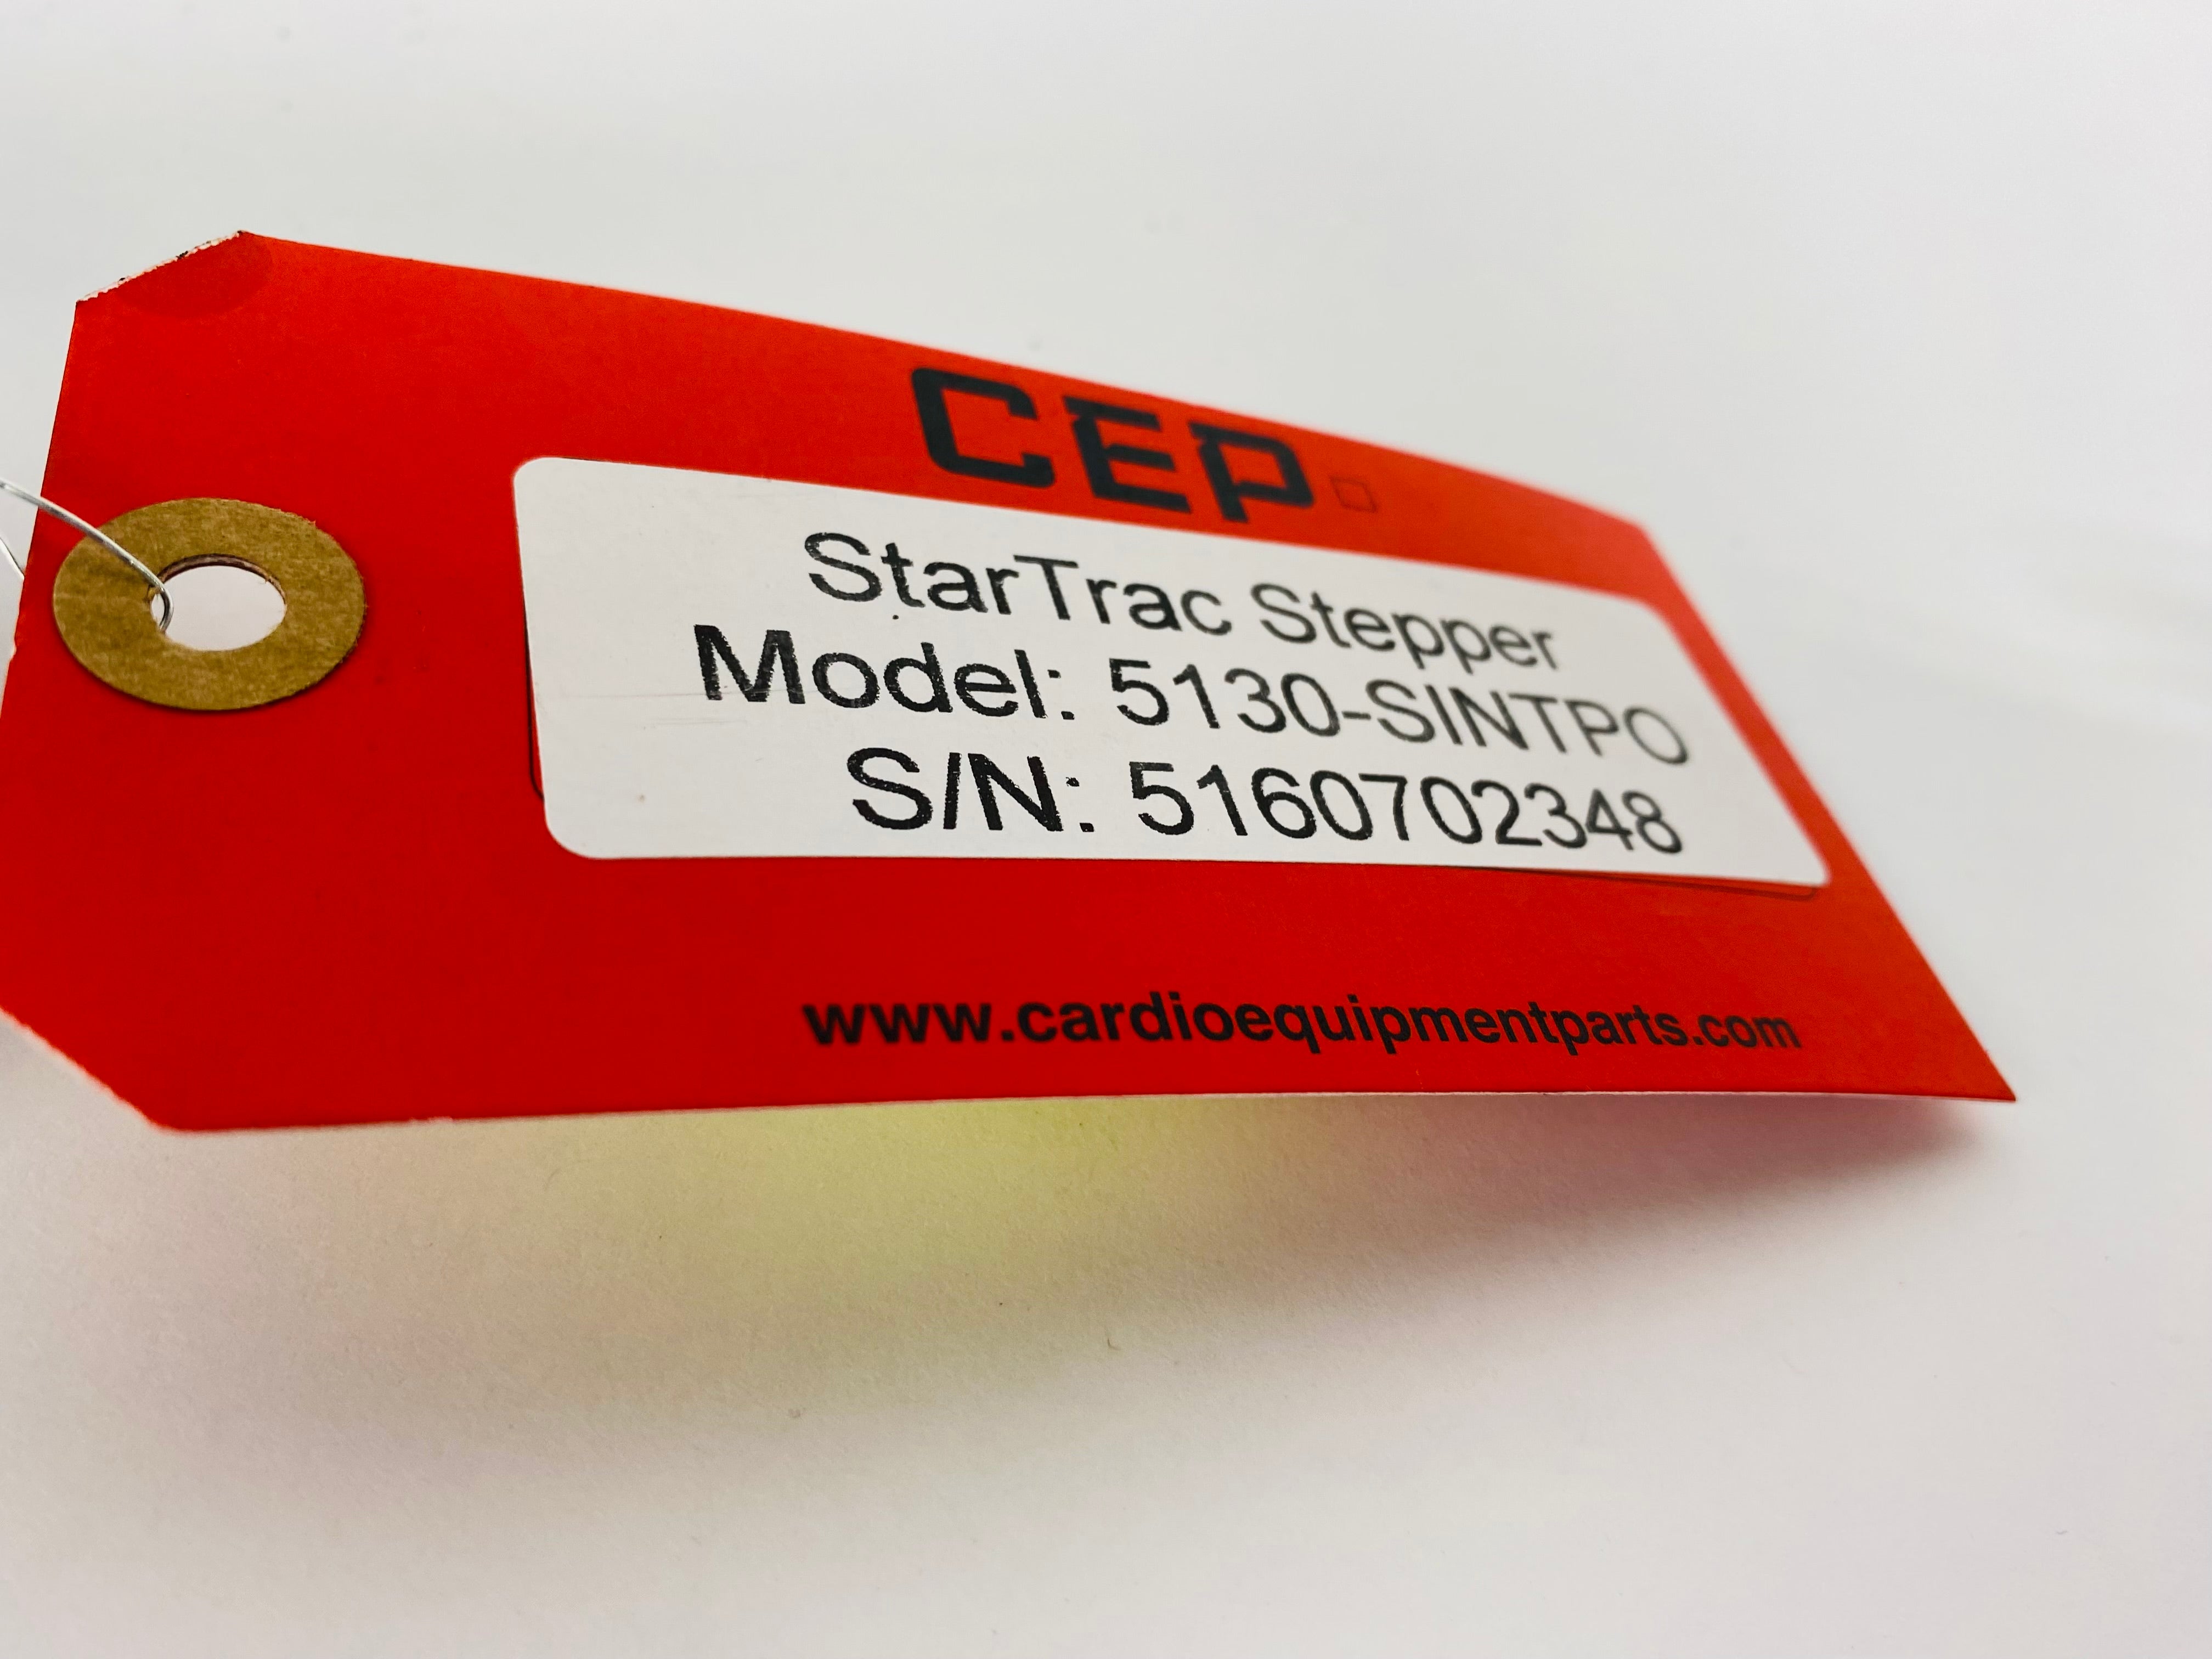 CEP
StarTrac Stepper
Model: 5130-SINTPO
S/N: 5160702348
www.cardioequipmentparts.com